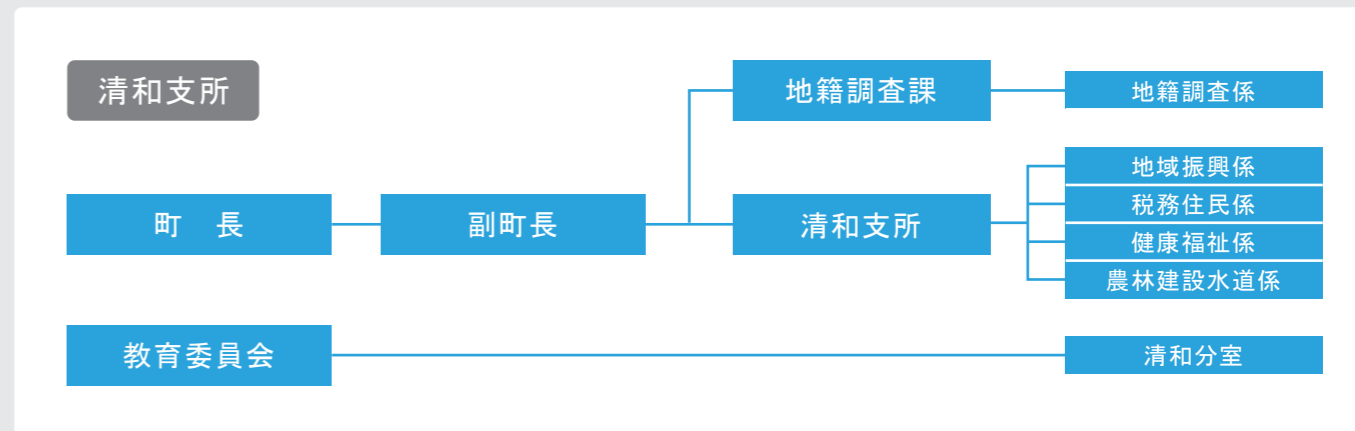 清和支所
地籍調査課
地籍調査係
町　長
副町長
清和支所
地域振興係
税務住民係
健康福祉係
農林建設水道係
教育委員会
清和分室